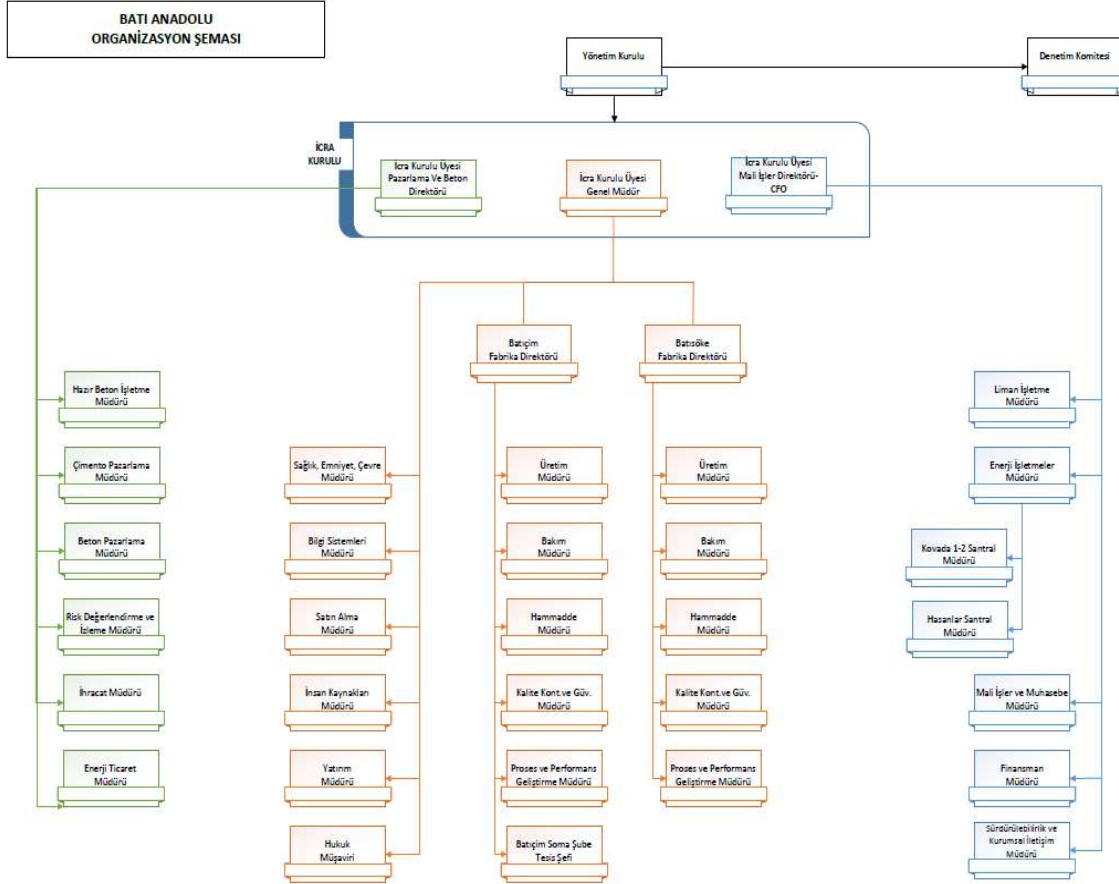 BATI ANADOLU
ORGANİZASYON ŞEMASI
Yönetim Kurulu
Denetim Komitesi
İCRA
KURULU
İcra Kurulu Üyesi
Pazarlama Ve Beton
Direktörü
İcra Kurulu Üyesi
Genel Müdür
İcra Kurulu Üyesi
Mali İşler Direktörü-
CFO
Batıçim
Fabrika Direktörü
Batısöke
Fabrika Direktörü
Hazır Beton İşletme
Müdürü
Çimento Pazarlama
Müdürü
Beton Pazarlama
Müdürü
Risk Değerlendirme ve
İzleme Müdürü
İhracat Müdürü
Enerji Ticaret
Müdürü
Sağlık, Emniyet, Çevre
Müdürü
Bilgi Sistemleri
Müdürü
Satın Alma
Müdürü
İnsan Kaynakları
Müdürü
Yatırım
Müdürü
Hukuk
Müşaviri
Üretim
Müdürü
Bakım
Müdürü
Hammadde
Müdürü
Kalite Kont.ve Güv.
Müdürü
Proses ve Performans
Geliştirme Müdürü
Batıçim Soma Şube
Tesis Şefi
Üretim
Müdürü
Bakım
Müdürü
Hammadde
Müdürü
Kalite Kont.ve Güv.
Müdürü
Proses ve Performans
Geliştirme Müdürü
Liman İşletme
Müdürü
Enerji İşletmeler
Müdürü
Kovada 1-2 Santral
Müdürü
Hasanlar Santral
Müdürü
Mali İşler ve Muhasebe
Müdürü
Finansman
Müdürü
Sürdürülebilirlik ve
Kurumsal İletişim
Müdürü